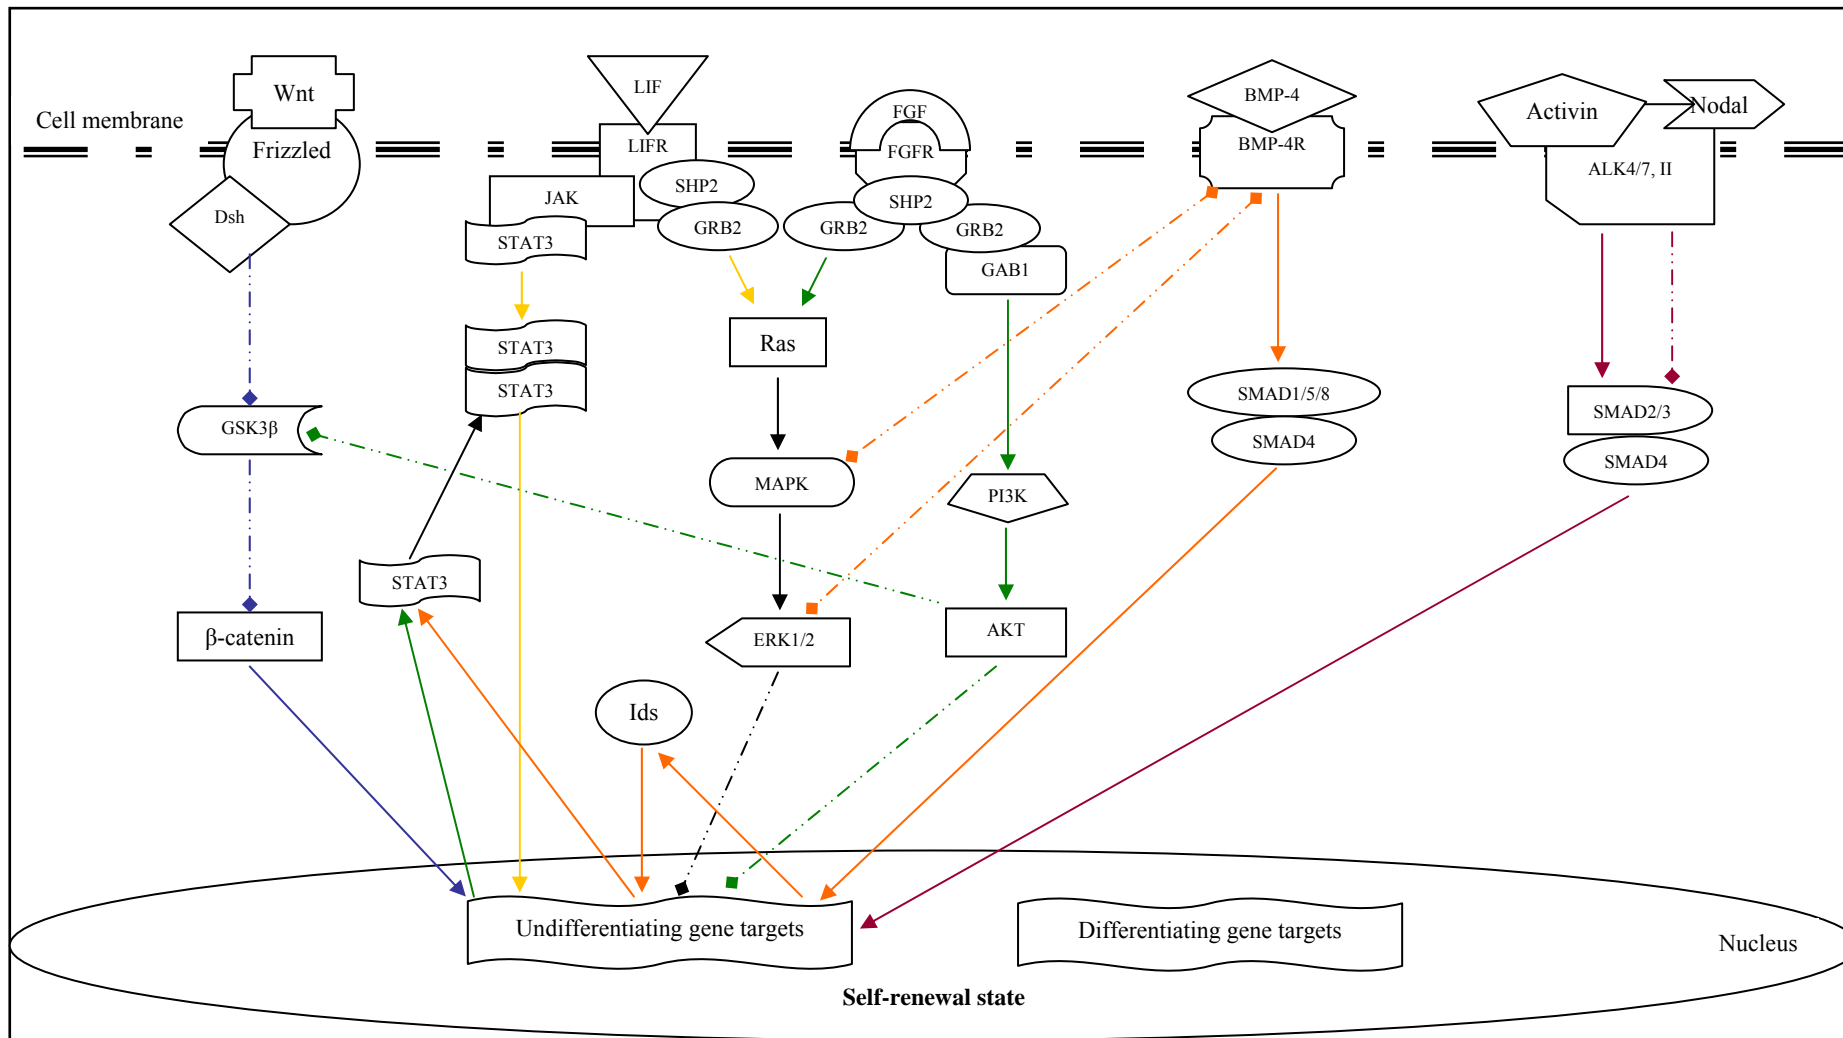 Wnt
LIF
FGF
BMP-4
Activin
Nodal
Cell membrane
Frizzled
LIFR
FGFR
BMP-4R
ALK4/7, II
Dsh
JAK
SHP2
SHP2
STAT3
GRB2
GRB2
GRB2
GAB1
STAT3
Ras
STAT3
SMAD1/5/8
SMAD2/3
GSK3β
SMAD4
SMAD4
MAPK
PI3K
STAT3
β-catenin
ERK1/2
AKT
Ids
Undifferentiating gene targets
Differentiating gene targets
Nucleus
Self-renewal state